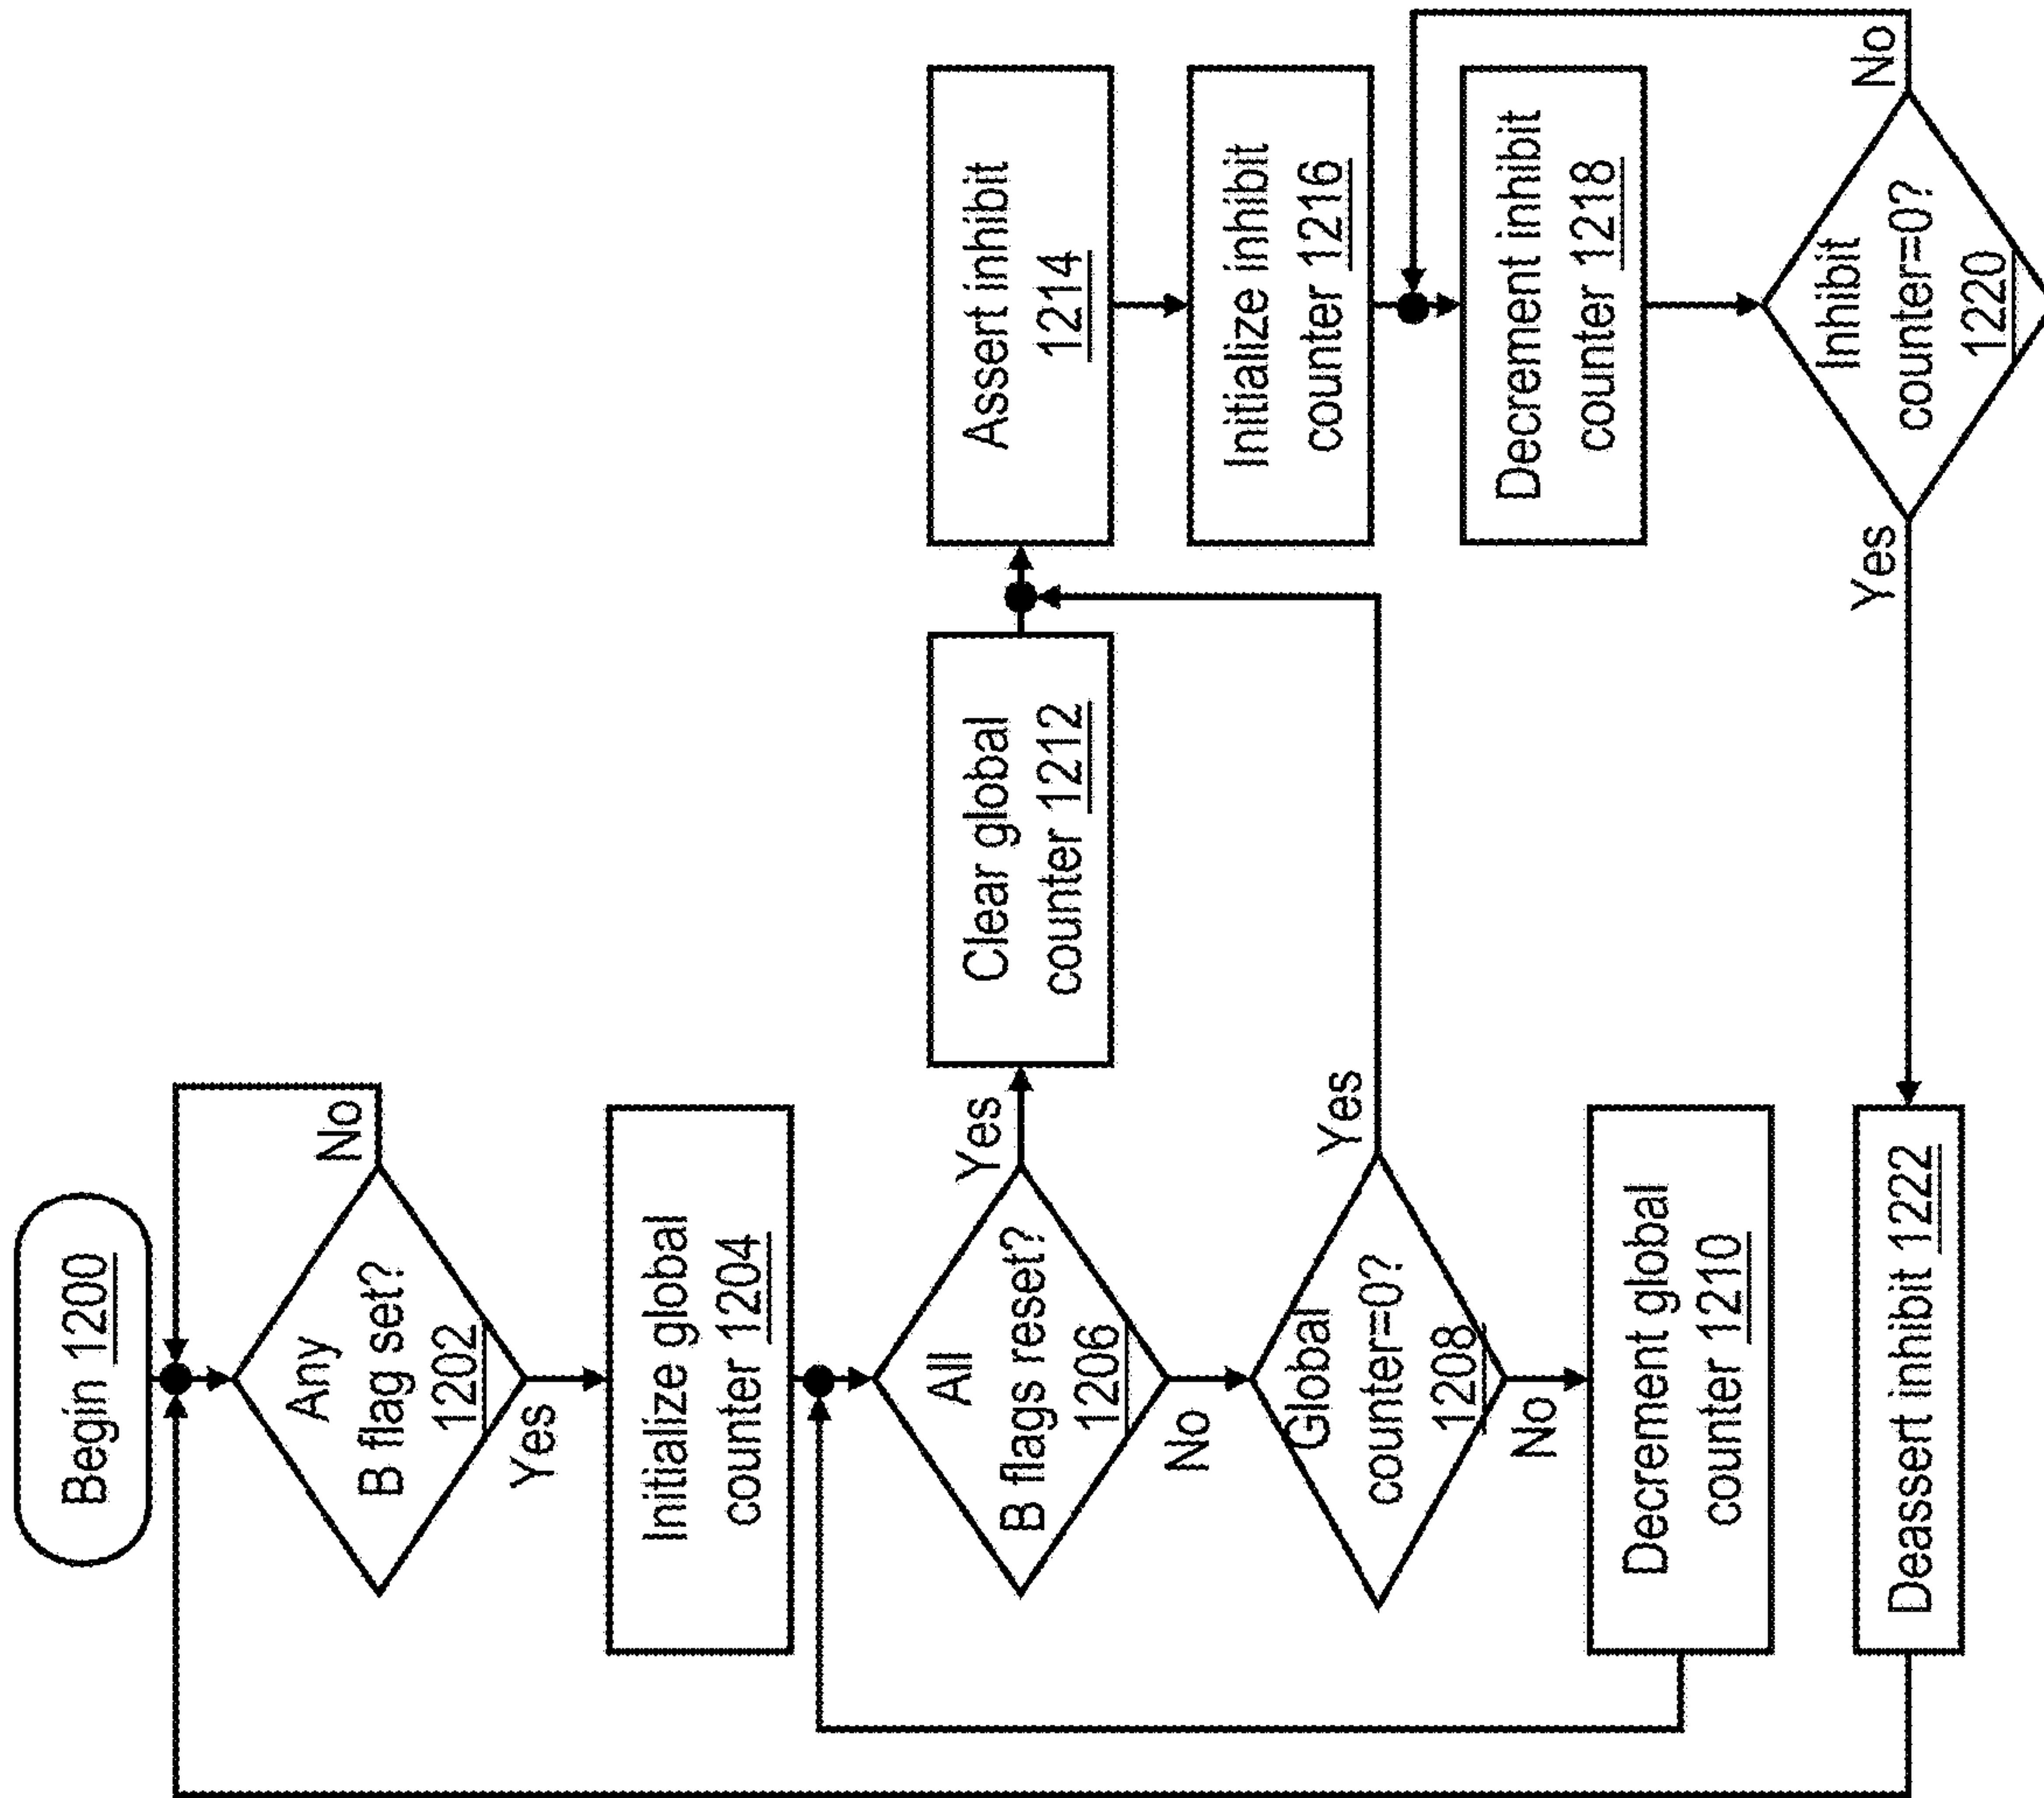 Begin 1200
Any
B flag set?
1202
No
Yes
Initialize global
counter 1204
All
B flags reset?
1206
Yes
No
Global
counter=0?
1208
Yes
No
Decrement global
counter 1210
Clear global
counter 1212
Assert inhibit
1214
Initialize inhibit
counter 1216
Decrement inhibit
counter 1218
Inhibit
counter=0?
1220
No
Yes
Deassert inhibit 1222